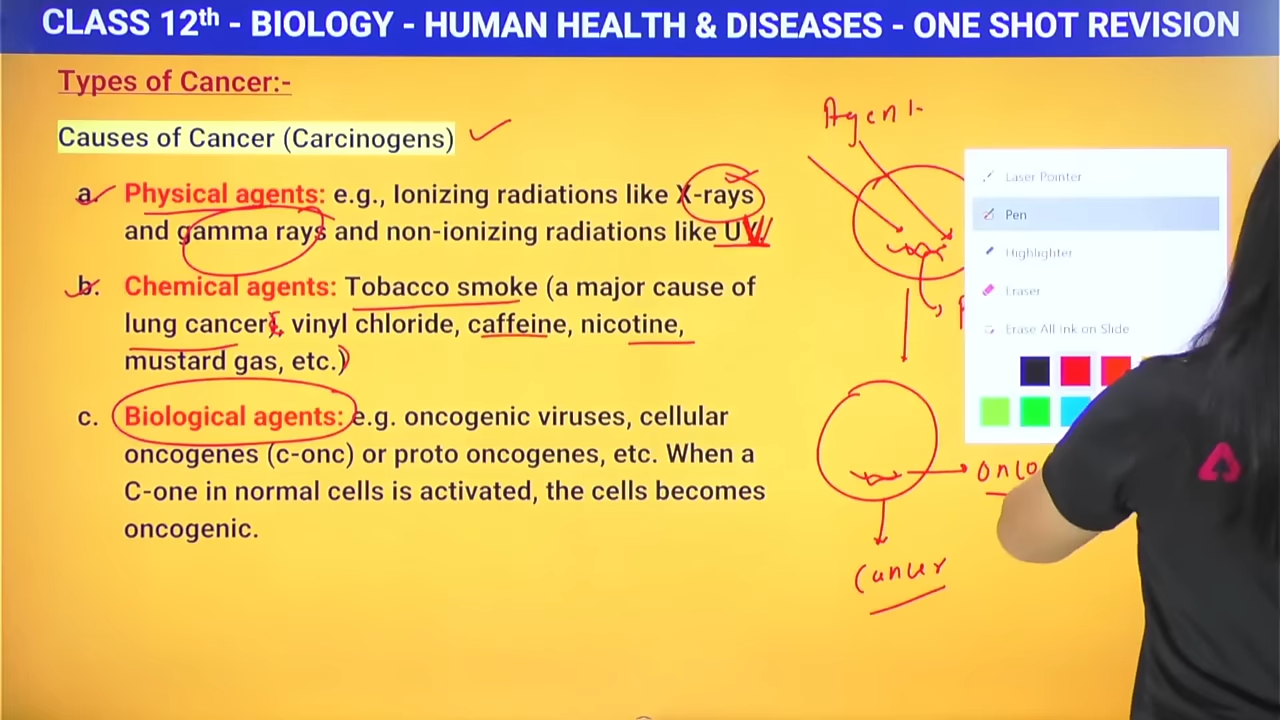 CLASS 12th - BIOLOGY - HUMAN HEALTH & DISEASES - ONE SHOT REVISION
Types of Cancer:-
Causes of Cancer (Carcinogens)
a. Physical agents: e.g., Ionizing radiations like X-rays
and gamma rays and non-ionizing radiations like UV
b. Chemical agents: Tobacco smoke (a major cause of
lung cancer, vinyl chloride, caffeine, nicotine,
mustard gas, etc.)
c. Biological agents: e.g. oncogenic viruses, cellular
oncogenes (c-onc) or proto oncogenes, etc. When a
C-one in normal cells is activated, the cells becomes
oncogenic.
Agent
Laser Pointer
Pen
Highlighter
Eraser
Erase All Ink on Slide
onco
Cancer